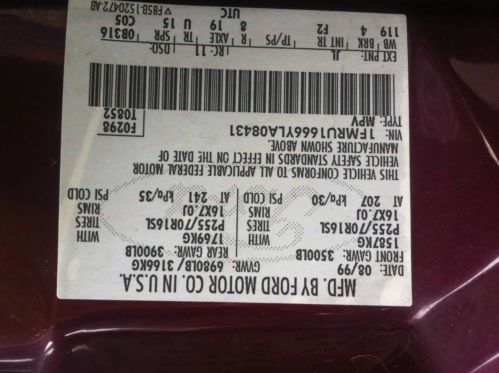 MFD. BY FORD MOTOR CO. IN U.S.A.
DATE: 08/99 GVWR: 6980LB/3166KG
FRONT GAWR: 3500LB REAR GAWR: 3900LB
1587KG WITH 1769KG WITH
P255/70R16SL TIRES P255/70R16SL TIRES
16X7.0J RINS 16X7.0J RINS
AT 207 kPa/30 PSI COLD AT 241 kPa/35 PSI COLD
THIS VEHICLE CONFORMS TO ALL APPLICABLE FEDERAL MOTOR
VEHICLE SAFETY STANDARDS IN EFFECT ON THE DATE OF
MANUFACTURE SHOWN ABOVE.
VIN: 1FMRU1666YLA08431 F0298
TYPE: MPV T0852
EXT PNT: JL RC: 11 DSO:
WB BRK INT TR TP/PS R AXLE TR SPR 0B316
119 4 F2 8 19 U 15 C05
UTC
F85B-1520472-AB